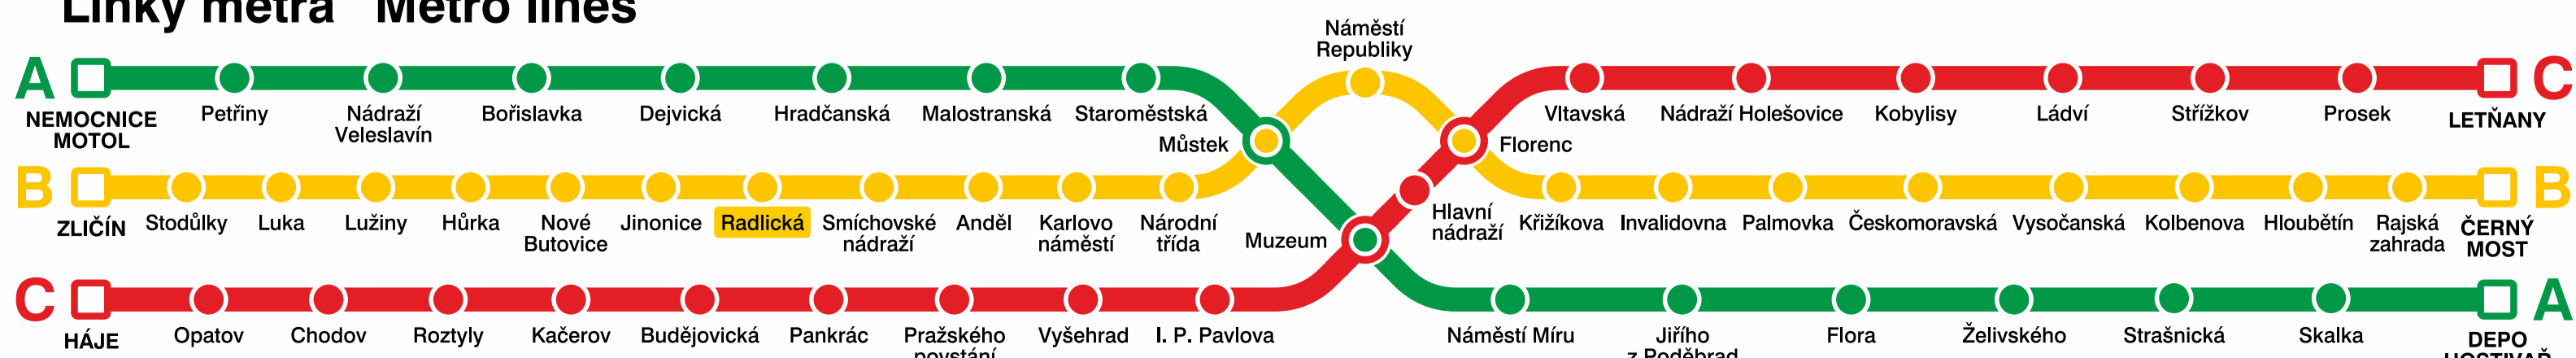 Linky metra Metro lines
Náměstí
Republiky
A
C
NEMOCNICE
MOTOL
Petřiny
Nádraží
Veleslavín
Bořislavka
Dejvická
Hradčanská
Malostranská
Staroměstská
Můstek
Florenc
Vltavská
Nádraží Holešovice
Kobylisy
Ládví
Střížkov
Prosek
LETŇANY
B
B
ZLIČÍN
Stodůlky
Luka
Lužiny
Hůrka
Nové
Butovice
Jinonice
Radlická
Smíchovské
nádraží
Anděl
Karlovo
náměstí
Národní
třída
Muzeum
Hlavní
nádraží
Křižíkova
Invalidovna
Palmovka
Českomoravská
Vysočanská
Kolbenova
Hloubětín
Rajská
zahrada
ČERNÝ
MOST
C
A
HÁJE
Opatov
Chodov
Roztyly
Kačerov
Budějovická
Pankrác
Pražského
povstání
Vyšehrad
I. P. Pavlova
Náměstí Míru
Jiřího
z Poděbrad
Flora
Želivského
Strašnická
Skalka
DEPO
HOSTIVAŘ